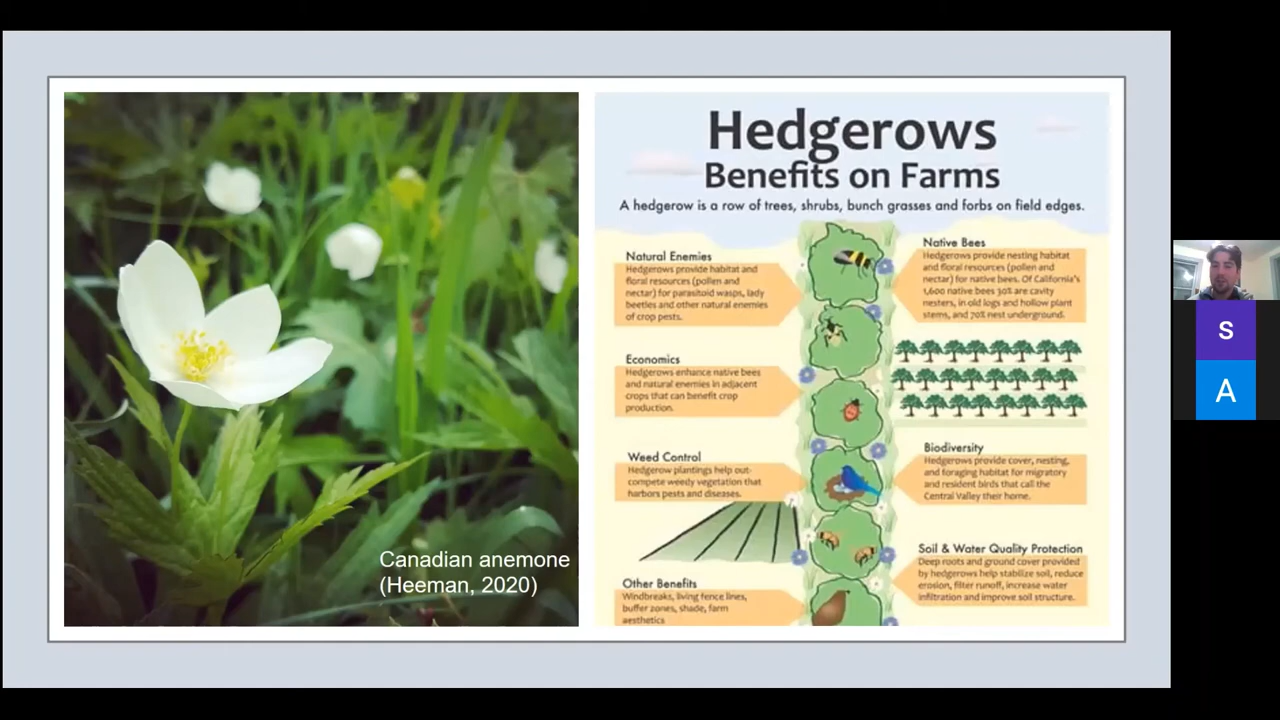 Canadian anemone
(Heeman, 2020)
Hedgerows
Benefits on Farms
A hedgerow is a row of trees, shrubs, bunch grasses and forbs on field edges.
Natural Enemies
Hedgerows provide habitat and
floral resources (pollen and
nectar) for parasitoid wasps, lady
beetles and other natural enemies
of crop pests.
Native Bees
Hedgerows provide nesting habitat
and floral resources (pollen and
nectar) for native bees. Of California's
1,600 native bees 30% are cavity
nesters, in old logs and hollow plant
stems, and 70% nest underground.
Economics
Hedgerows enhance native bees
and natural enemies in adjacent
crops that can benefit crop
production.
Weed Control
Hedgerow plantings help out-
compete weedy vegetation that
harbors pests and diseases.
Biodiversity
Hedgerows provide cover, nesting,
and foraging habitat for migratory
and resident birds that call the
Central Valley their home.
Soil & Water Quality Protection
Deep roots and ground cover provided
by hedgerows help stabilize soil, reduce
erosion, filter runoff, increase water
infiltration and improve soil structure.
Other Benefits
Windbreaks, living fence lines,
buffer zones, shade, farm
aesthetics
S
A